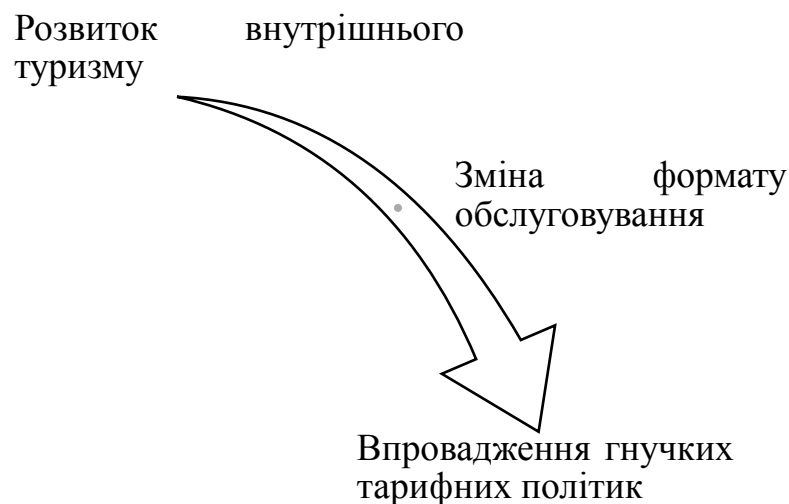 Розвиток внутрішнього
туризму
Зміна формату
обслуговування
Впровадження гнучких
тарифних політик